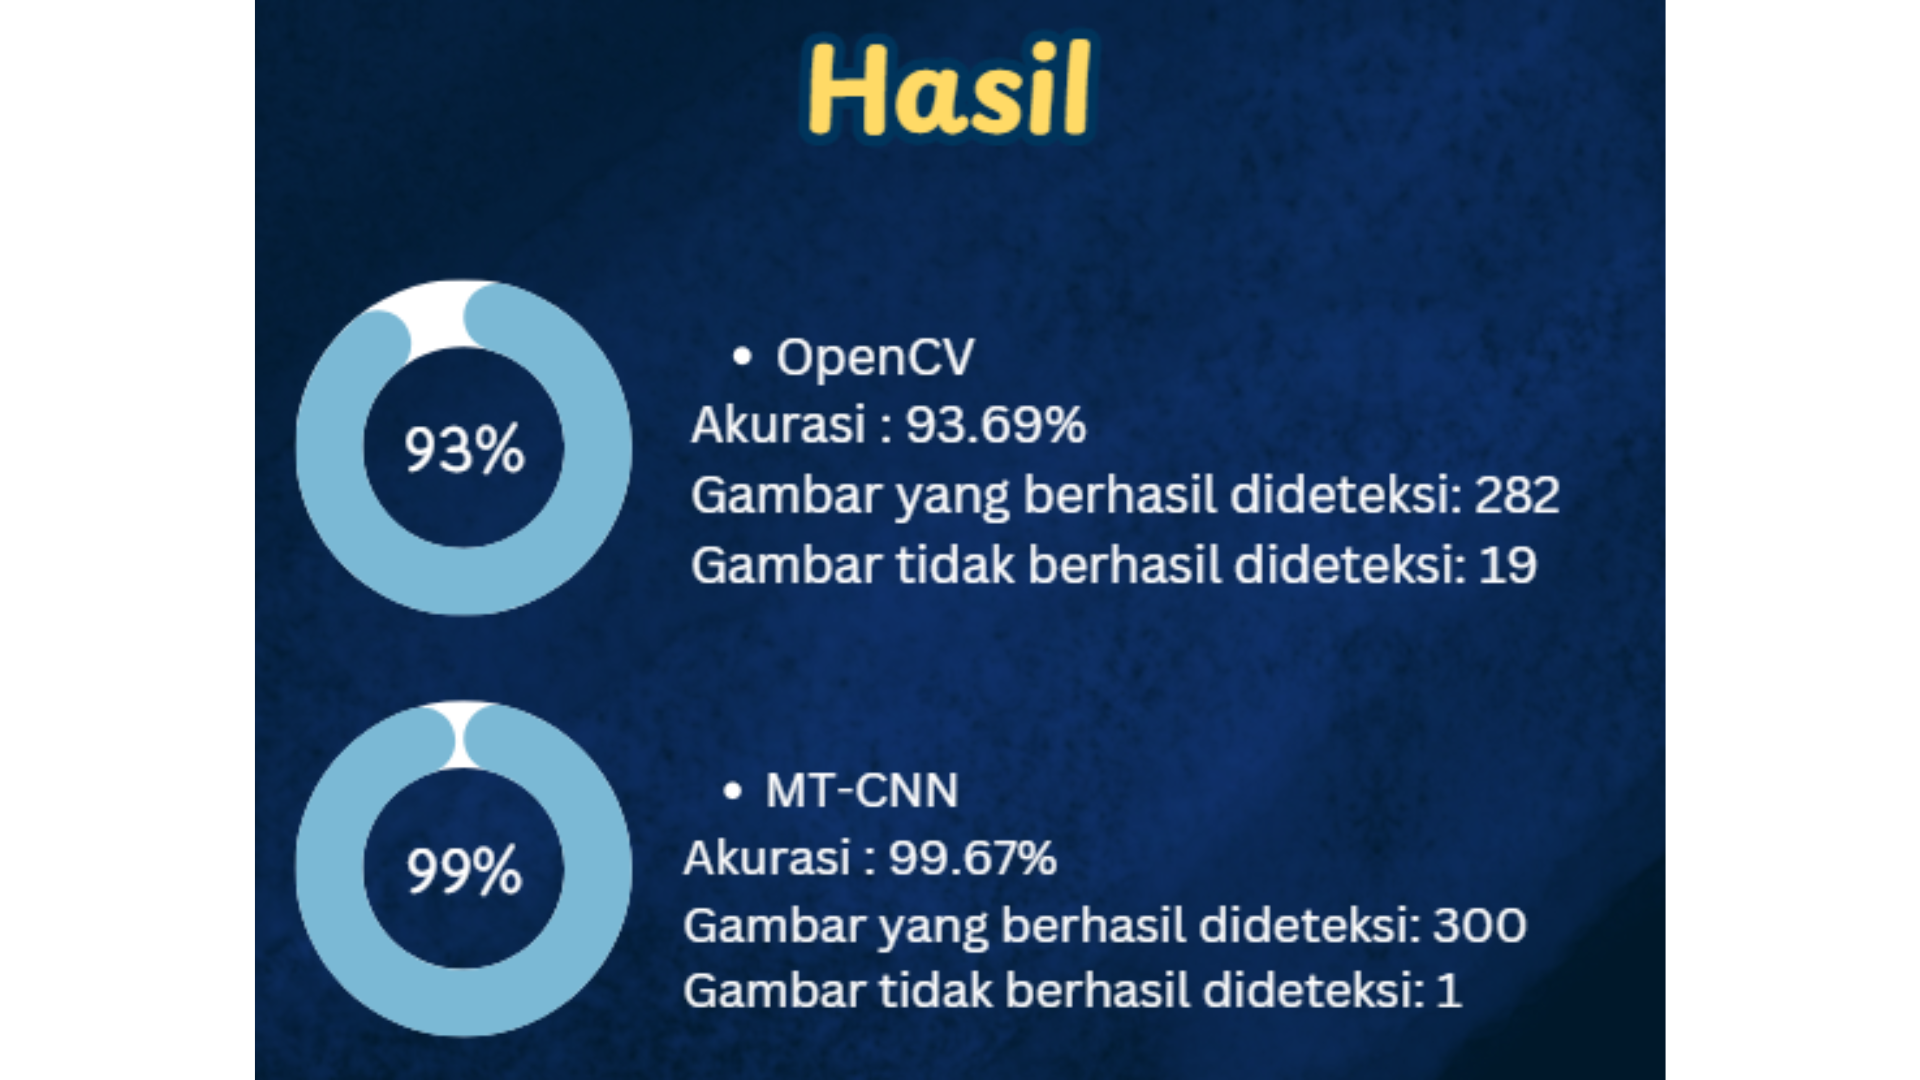 Hasil
93%
• OpenCV
Akurasi : 93.69%
Gambar yang berhasil dideteksi: 282
Gambar tidak berhasil dideteksi: 19
99%
• MT-CNN
Akurasi : 99.67%
Gambar yang berhasil dideteksi: 300
Gambar tidak berhasil dideteksi: 1